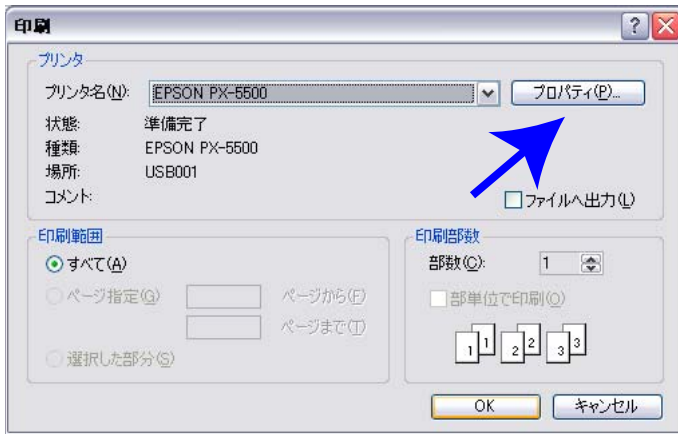 印刷
プリンタ
プリンタ名(N): EPSON PX-5500 プロパティ(P)...
状態: 準備完了
種類: EPSON PX-5500
場所: USB001
コメント: ファイルへ出力(L)
印刷範囲
すべて(A)
ページ指定(G) ページから(F)
ページまで(T)
選択した部分(S)
印刷部数
部数(C): 1
部単位で印刷(O)
1 1 2 2 3 3
OK キャンセル